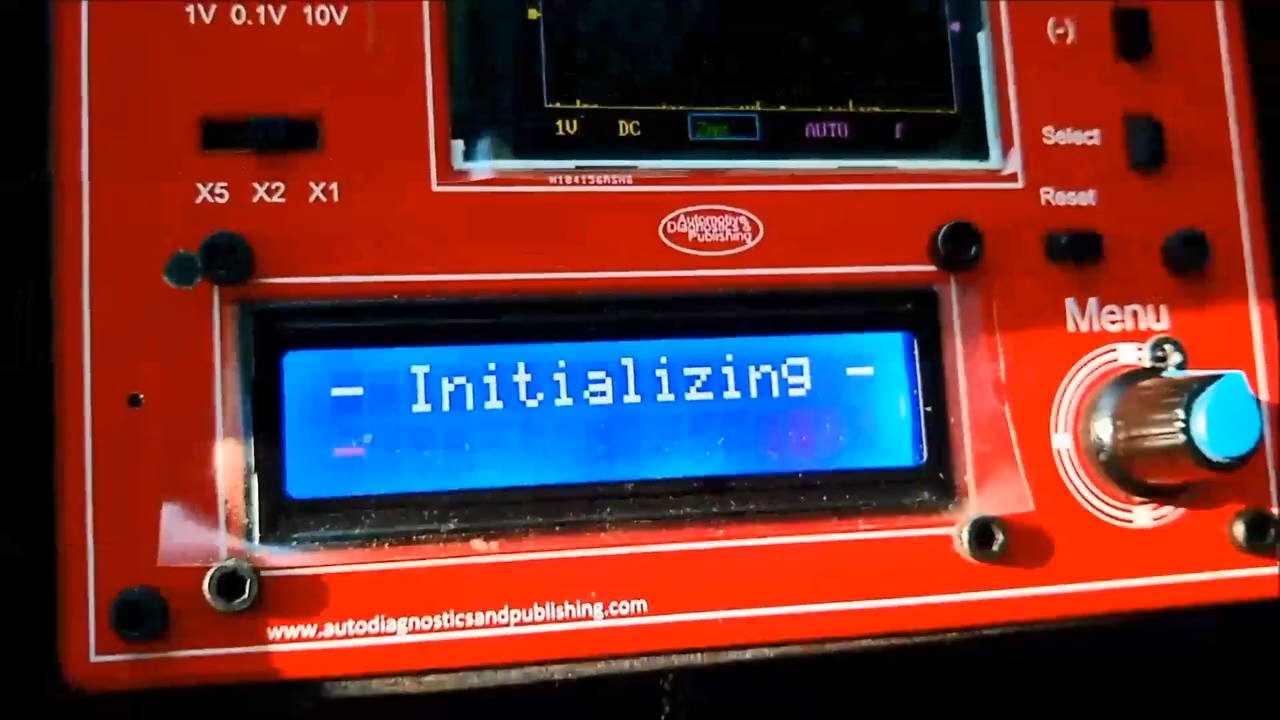 1V 0.1V 10V
(-)
1V DC AUTO
Select
X5 X2 X1
Reset
Automotive
Diagnostics &
Publishing
Menu
- Initializing -
www.autodiagnosticsandpublishing.com